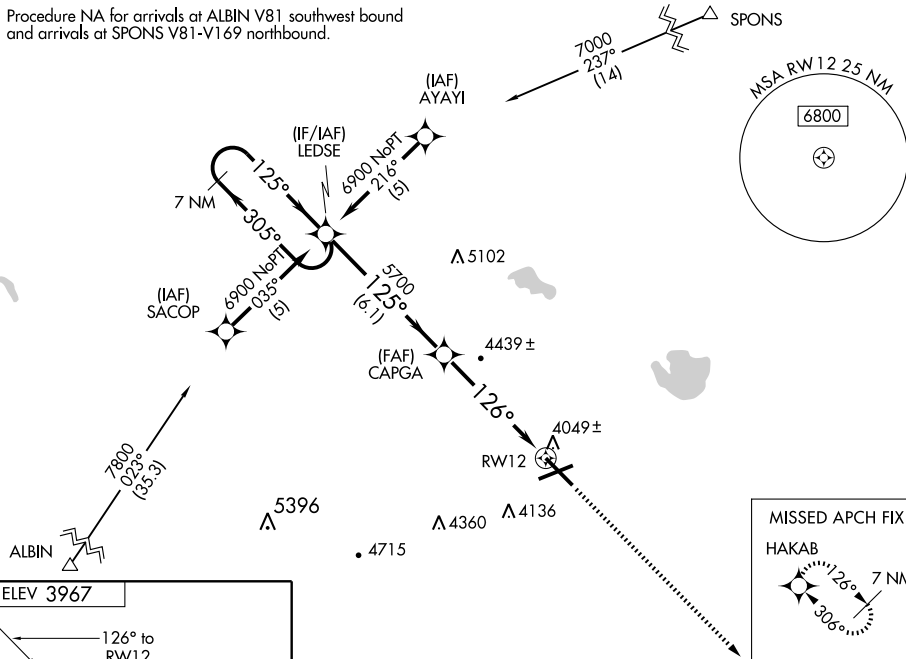 Procedure NA for arrivals at ALBIN V81 southwest bound
and arrivals at SPONS V81-V169 northbound.
SPONS
7000
237°
(14)
MSA RW12 25 NM
6800
(IAF)
AYAYI
(IF/IAF)
LEDSE
6900 NoPT
216°
(5)
125°
7 NM
305°
5102
6900 NoPT
035°
(5)
(IAF)
SACOP
5700
125°
(6.1)
4439±
(FAF)
CAPGA
126°
4049±
RW12
7800
023°
(35.3)
5396
4360
4136
4715
ALBIN
MISSED APCH FIX
HAKAB
126°
7 NM
306°
ELEV 3967
126° to
RW12